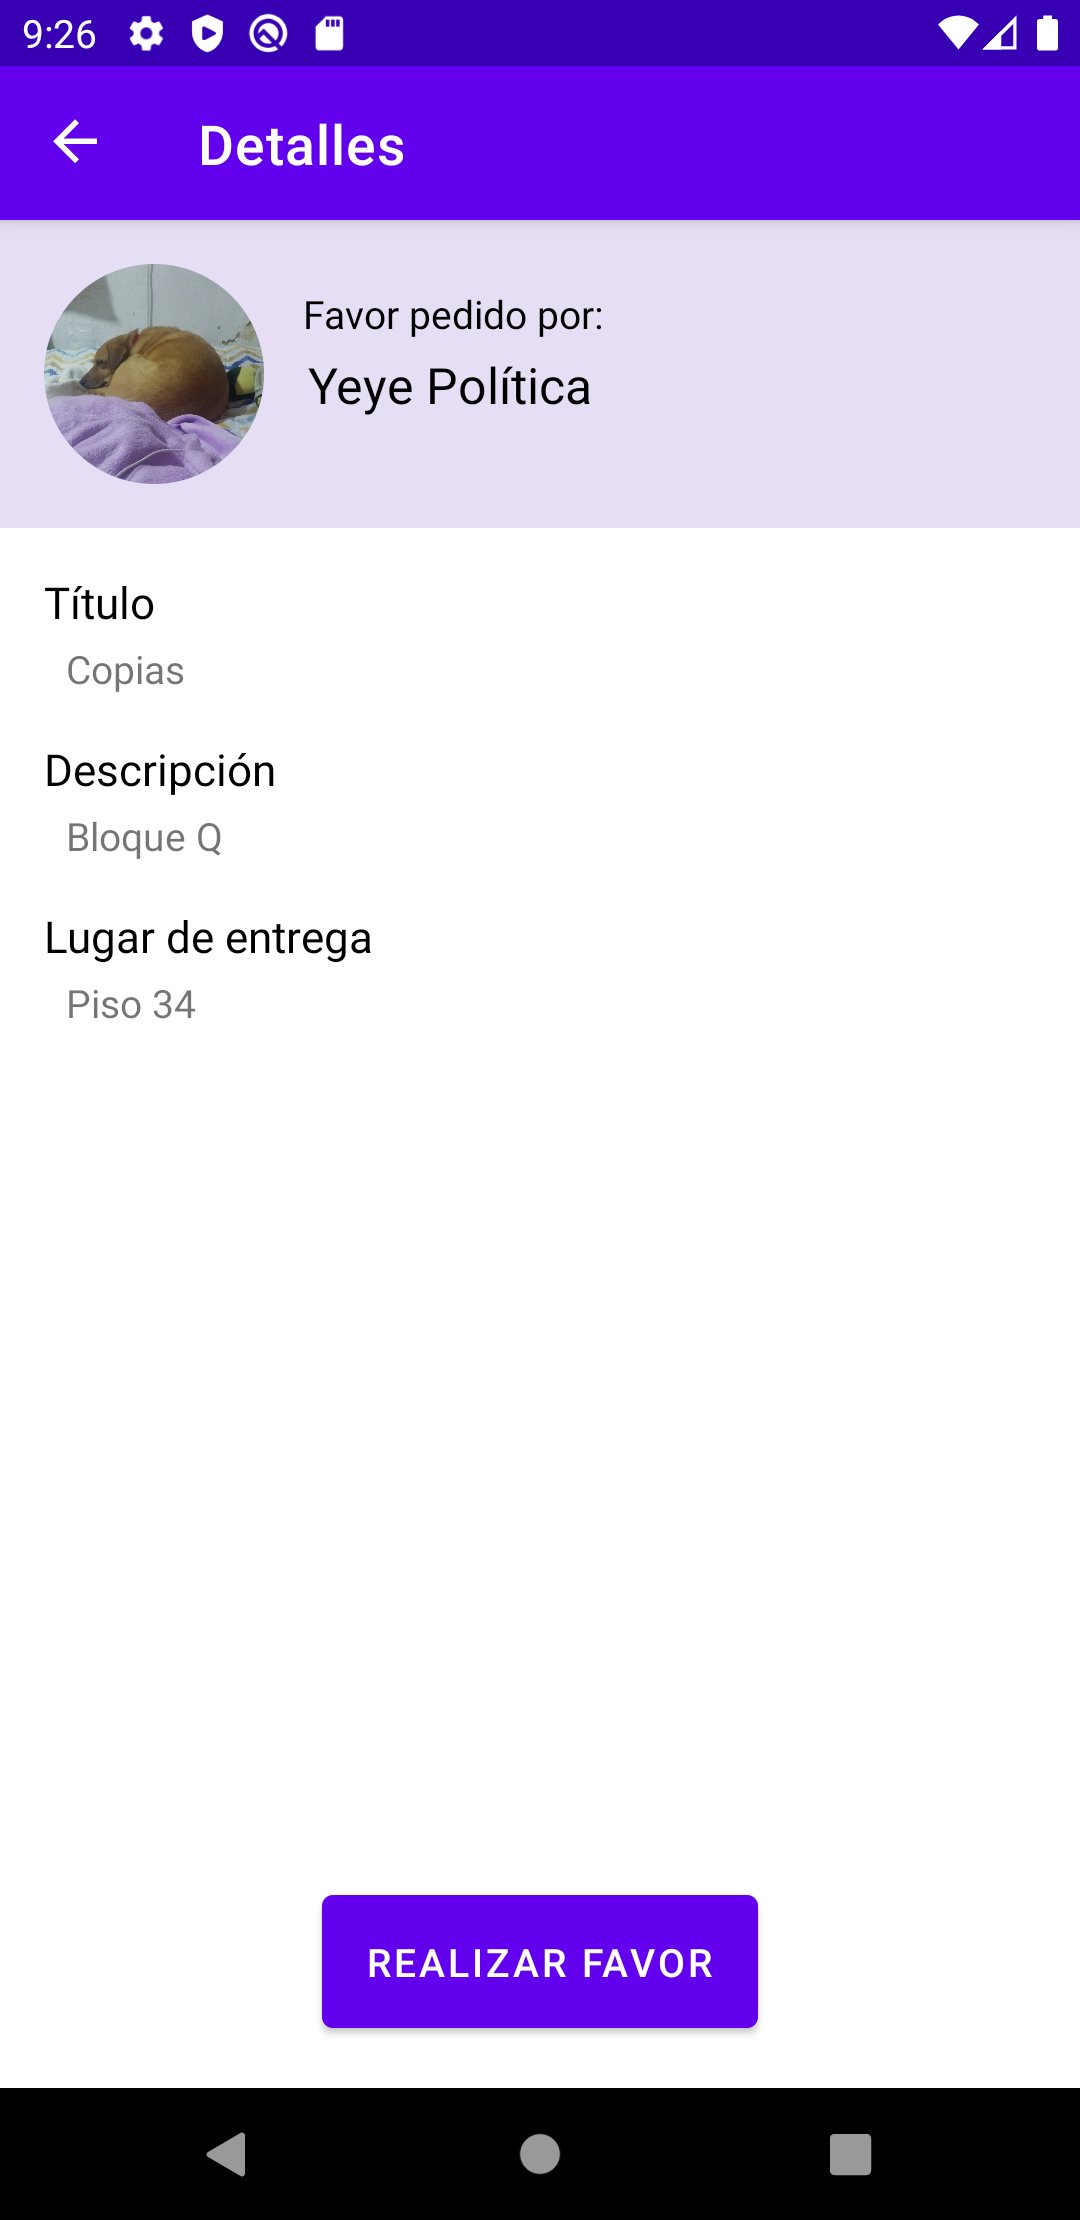 9:26
Detalles
Favor pedido por:
Yeye Política
Título
Copias
Descripción
Bloque Q
Lugar de entrega
Piso 34
REALIZAR FAVOR